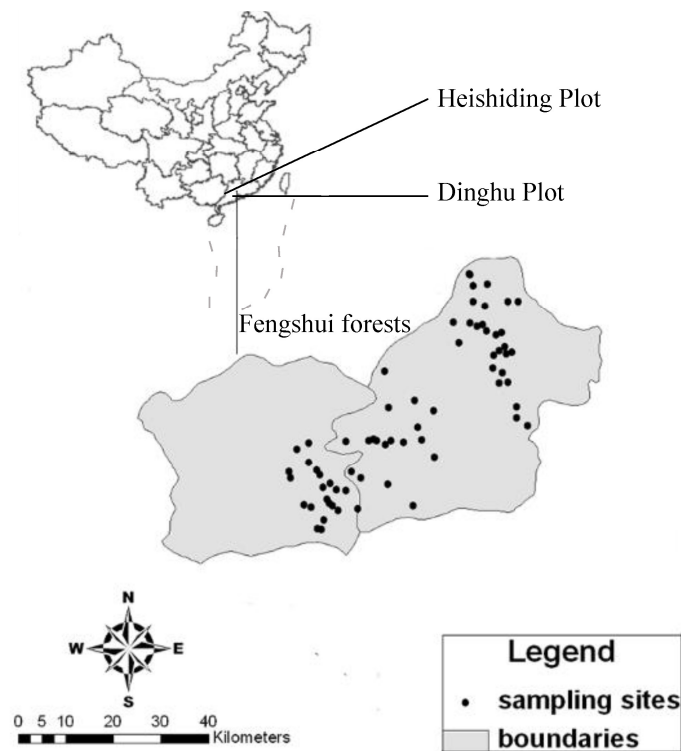 Heishiding Plot
Dinghu Plot
Fengshui forests
N
W E
S
0 5 10 20 30 40
Kilometers
Legend
sampling sites
boundaries